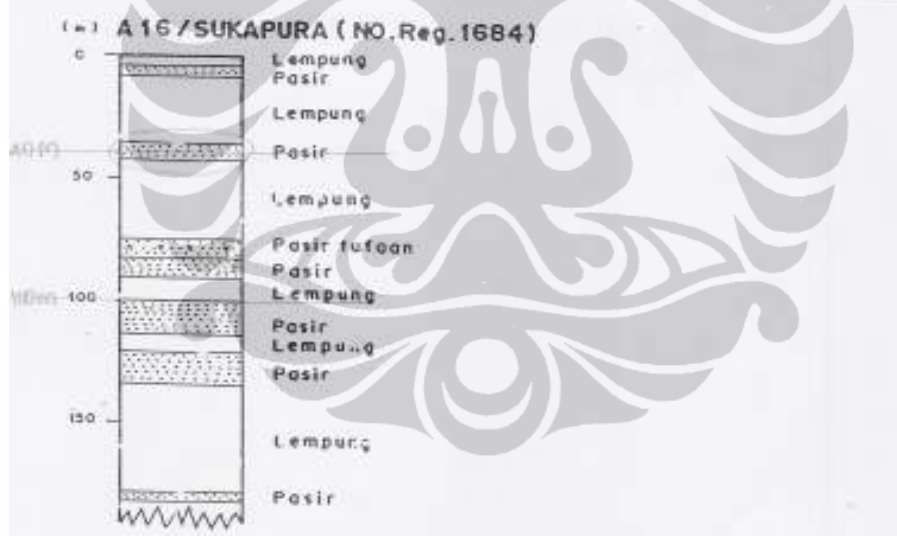 (m) A 16 / SUKAPURA ( NO. Reg. 1684)
0
Lempung
Pasir
Lempung
Pasir
50
Lempung
Pasir tufaan
Pasir
100
Lempung
Pasir
Lempung
Pasir
150
Lempung
Pasir